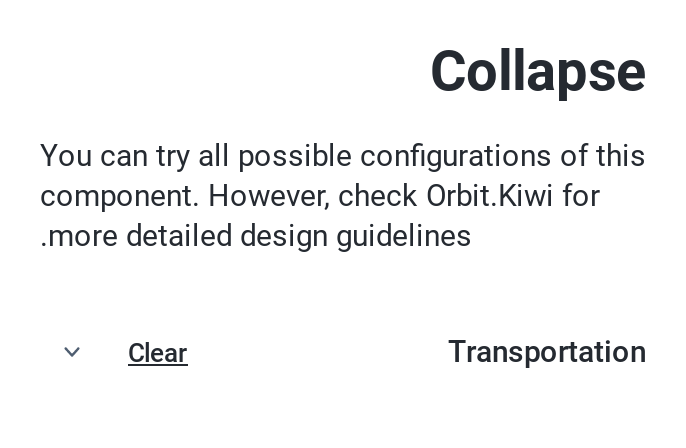 Collapse
You can try all possible configurations of this
component. However, check Orbit.Kiwi for
.more detailed design guidelines
Transportation
Clear